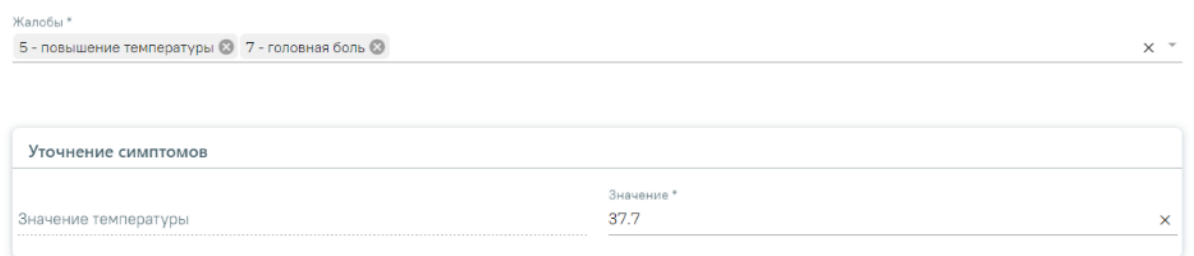 Жалобы *
5 - повышение температуры 7 - головная боль
Уточнение симптомов
Значение *
Значение температуры 37.7